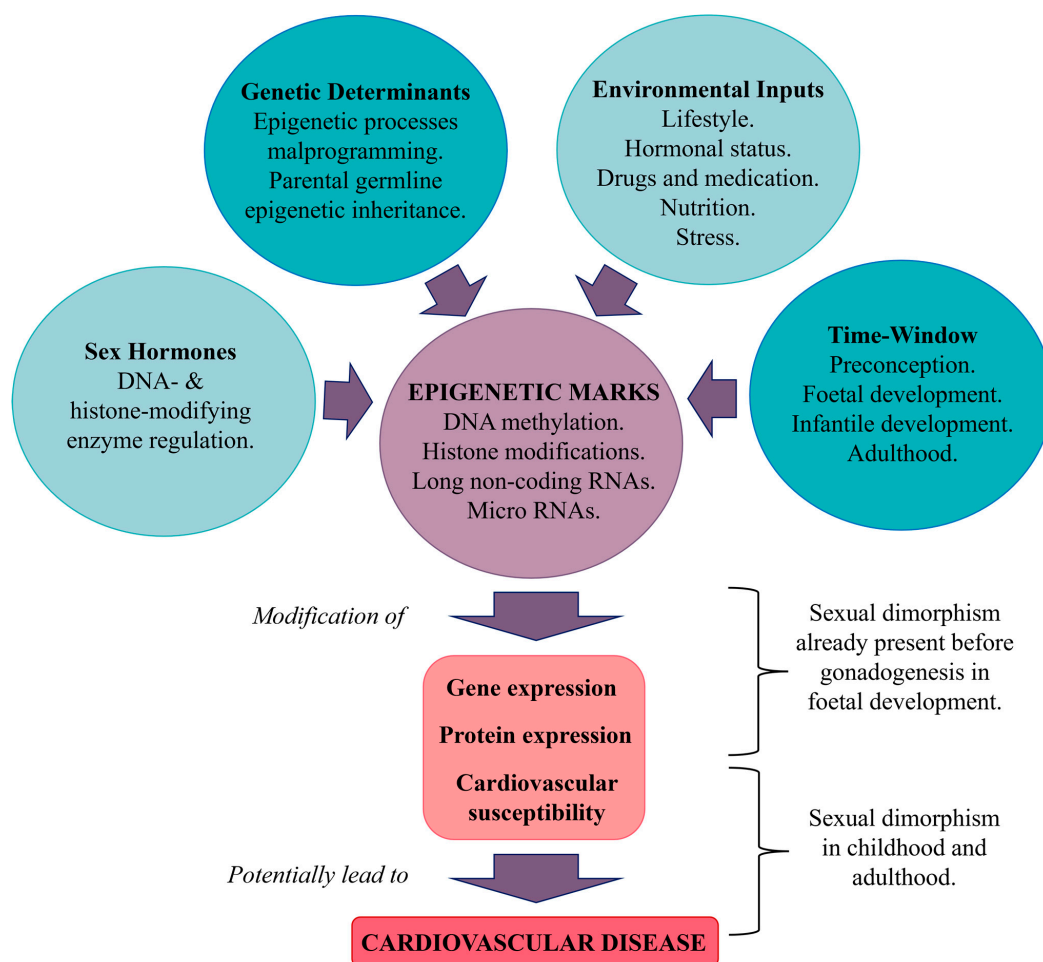 Genetic Determinants
Epigenetic processes
malprogramming.
Parental germline
epigenetic inheritance.
Environmental Inputs
Lifestyle.
Hormonal status.
Drugs and medication.
Nutrition.
Stress.
Sex Hormones
DNA- &
histone-modifying
enzyme regulation.
EPIGENETIC MARKS
DNA methylation.
Histone modifications.
Long non-coding RNAs.
Micro RNAs.
Time-Window
Preconception.
Foetal development.
Infantile development.
Adulthood.
Modification of
Gene expression
Protein expression
Cardiovascular
susceptibility
Sexual dimorphism
already present before
gonadogenesis in
foetal development.
Potentially lead to
Sexual dimorphism
in childhood and
adulthood.
CARDIOVASCULAR DISEASE